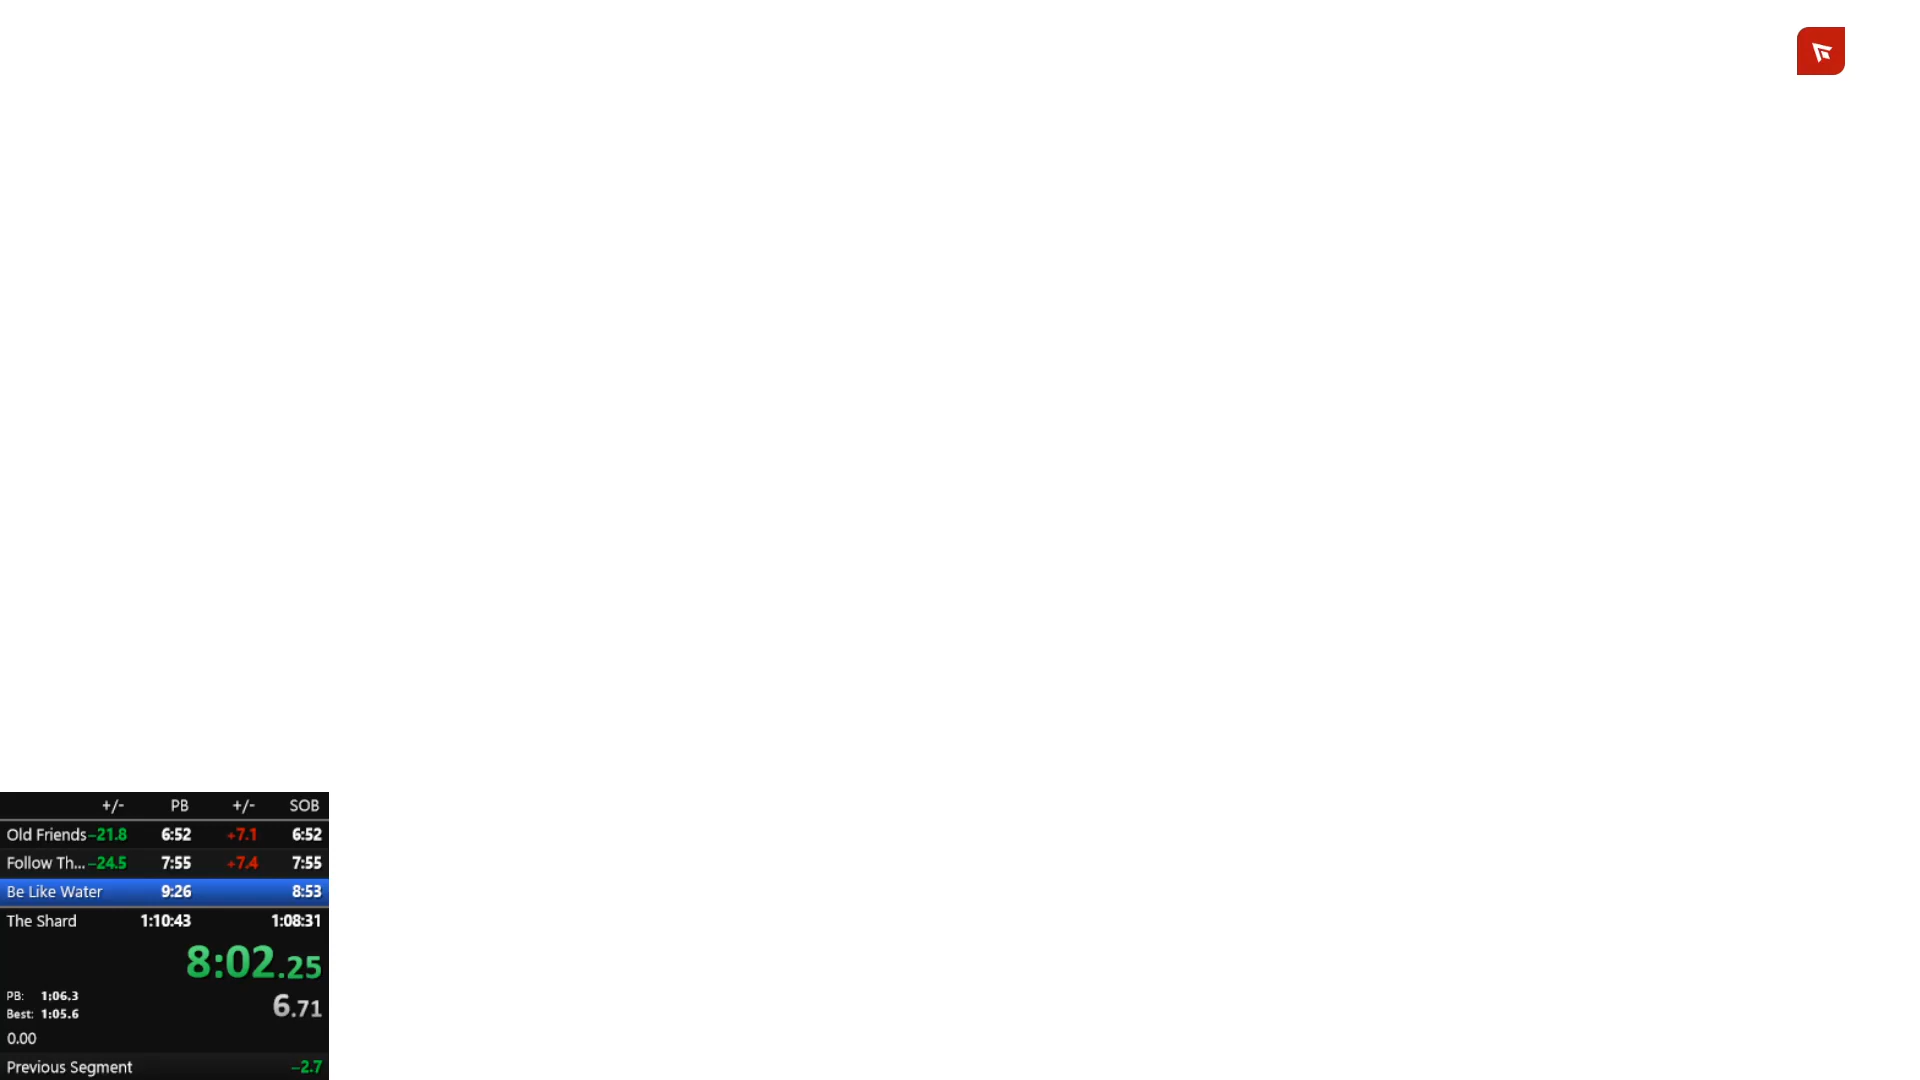 +/- PB +/- SOB
Old Friends −21.8 6:52 +7.1 6:52
Follow Th... −24.5 7:55 +7.4 7:55
Be Like Water 9:26 8:53
The Shard 1:10:43 1:08:31
8:02.25
PB: 1:06.3
6.71
Best: 1:05.6
0.00
Previous Segment −2.7